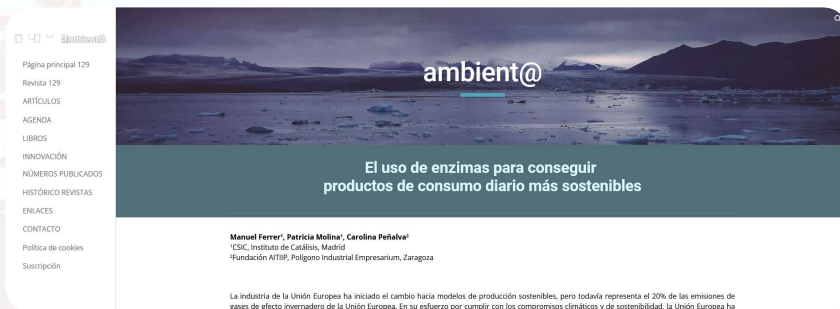 ambient@
Página principal 129
Revista 129
ARTÍCULOS
AGENDA
LIBROS
INNOVACIÓN
NÚMEROS PUBLICADOS
HISTÓRICO REVISTAS
ENLACES
CONTACTO
Política de cookies
Suscripción
ambient@
El uso de enzimas para conseguir
productos de consumo diario más sostenibles
Manuel Ferrer¹, Patricia Molina¹, Carolina Peñalva²
¹CSIC, Instituto de Catálisis, Madrid
²Fundación AITIIP, Polígono Industrial Empresarium, Zaragoza
La industria de la Unión Europea ha iniciado el cambio hacia modelos de producción sostenibles, pero todavía representa el 20% de las emisiones de
gases de efecto invernadero de la Unión Europea. En su esfuerzo por cumplir con los compromisos climáticos y de sostenibilidad, la Unión Europea ha